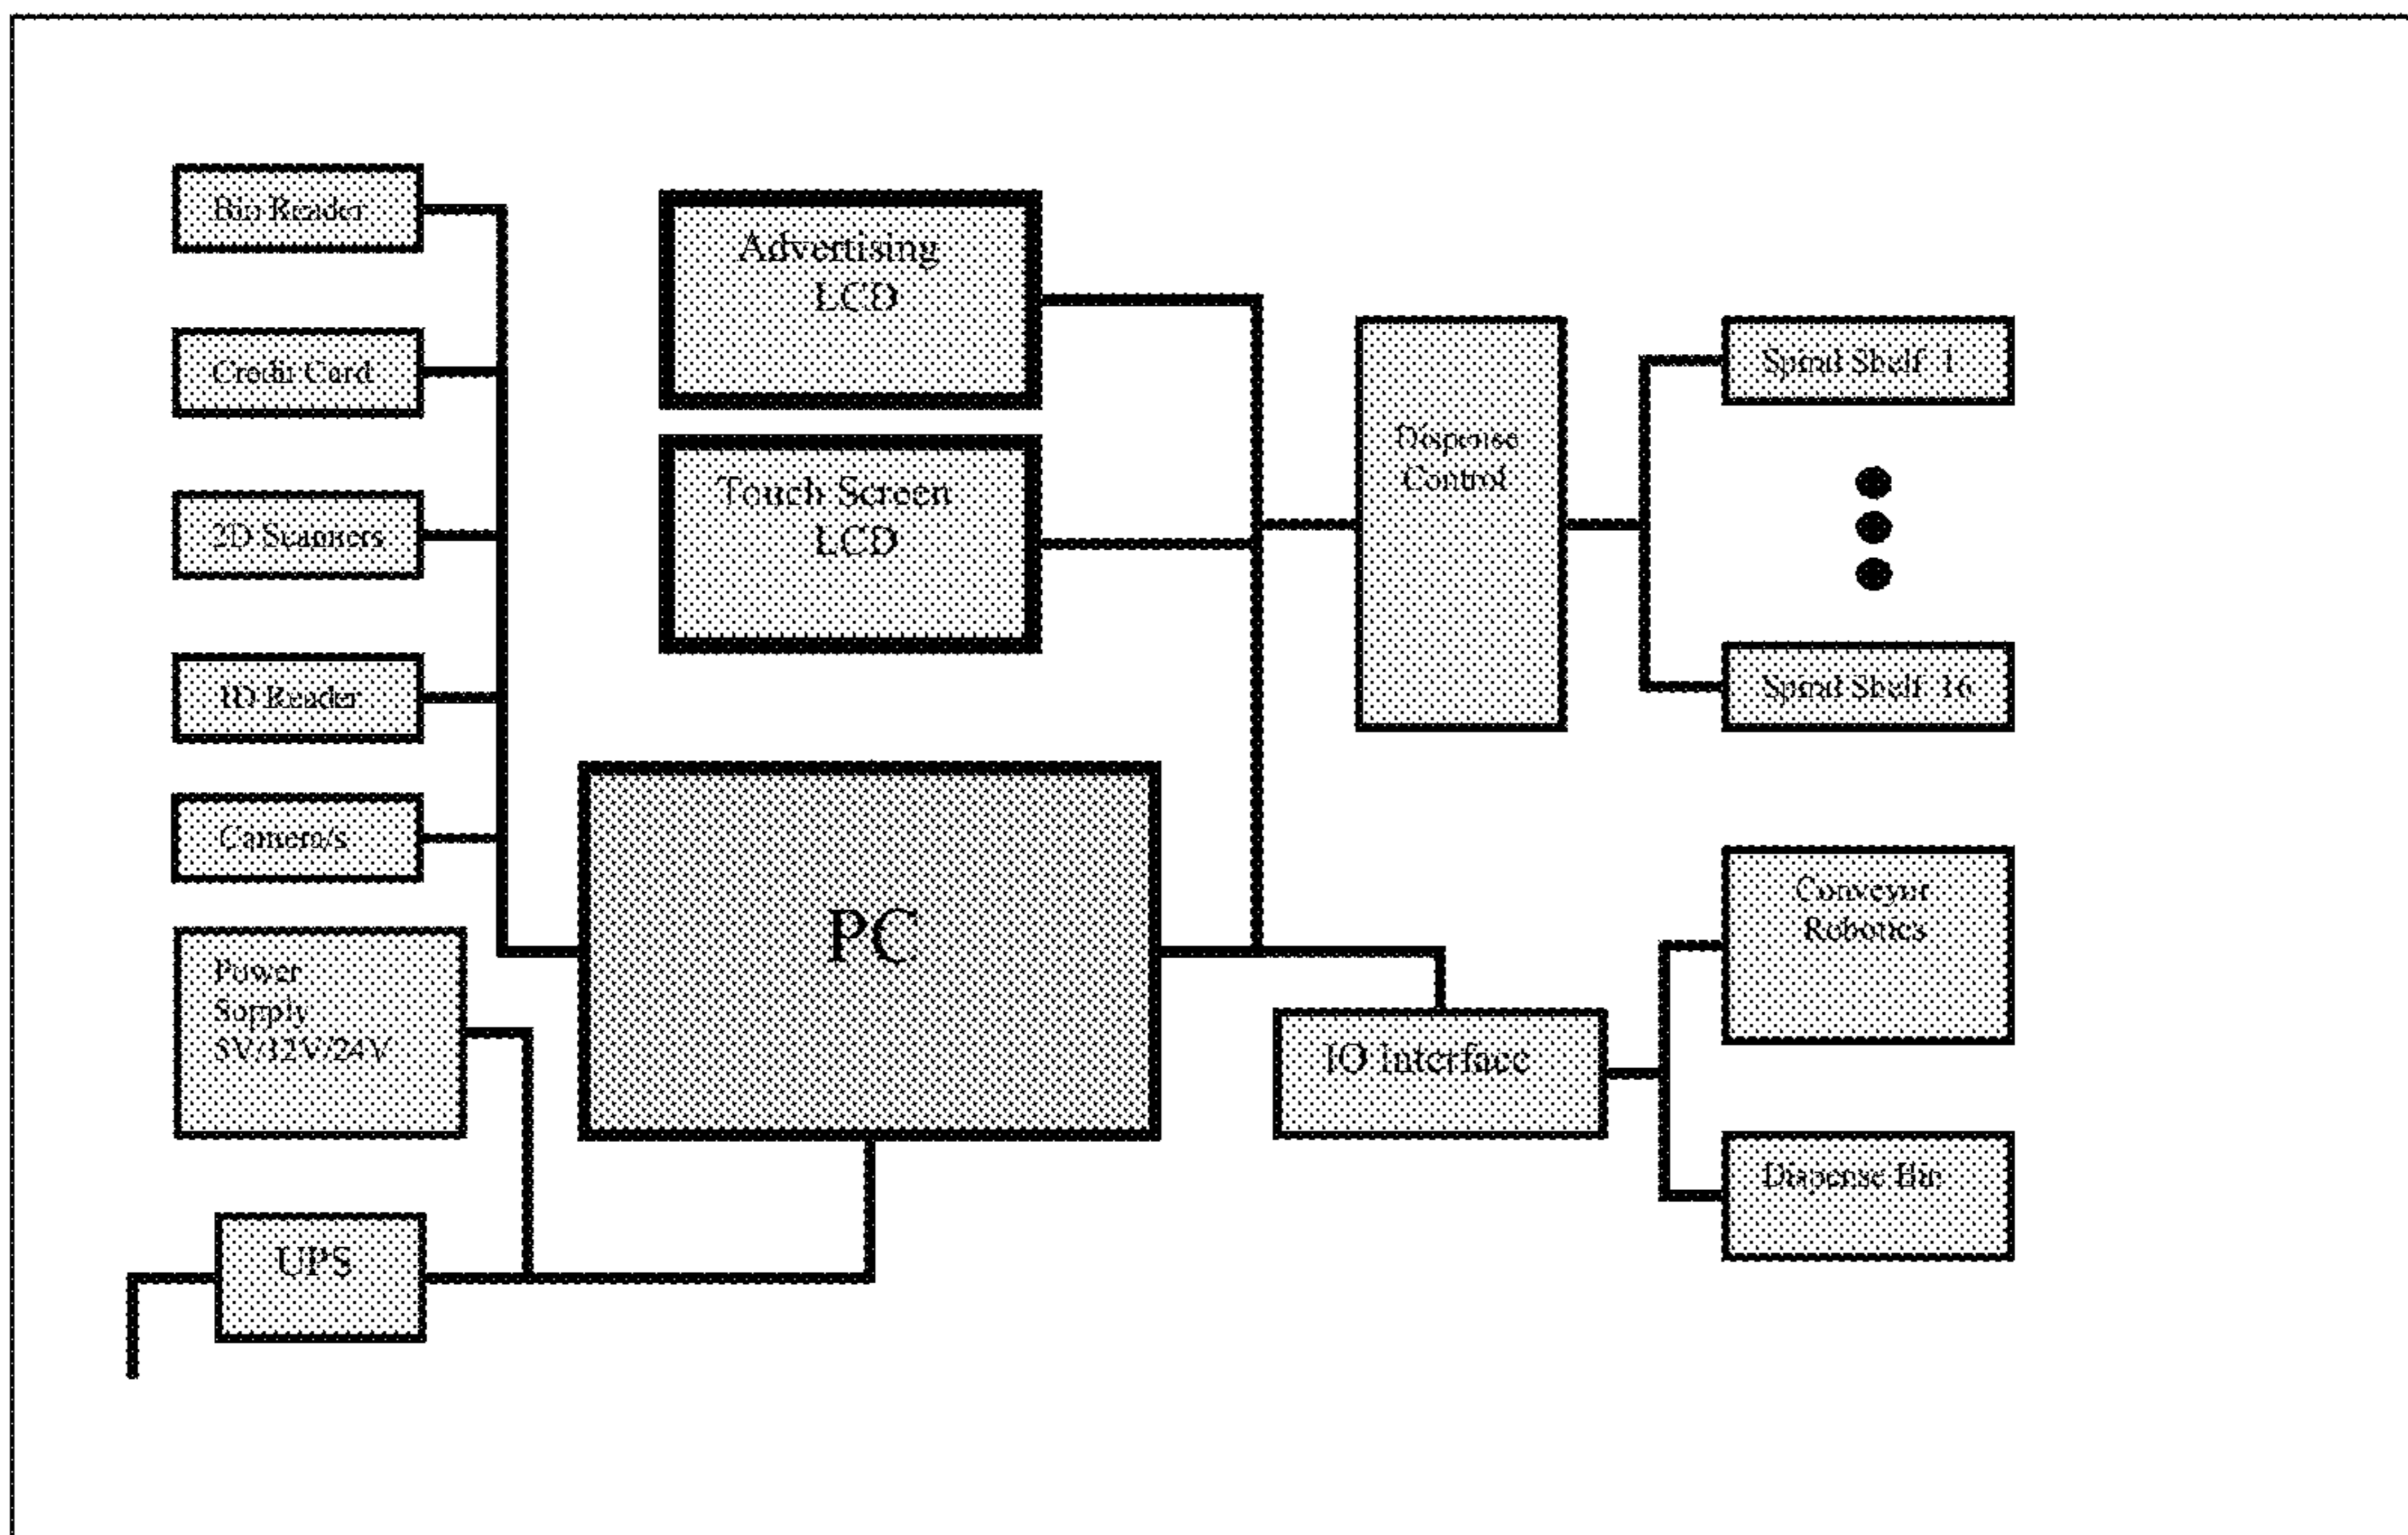 Bio Reader
Credit Card
2D Scanners
ID Reader
Camera/s
Power
Supply
5V/12V/24V
UPS
Advertising
LCD
Touch Screen
LCD
PC
Dispense
Control
IO Interface
Spiral Shelf 1
Spiral Shelf 16
Conveyor
Robotics
Dispense Bin